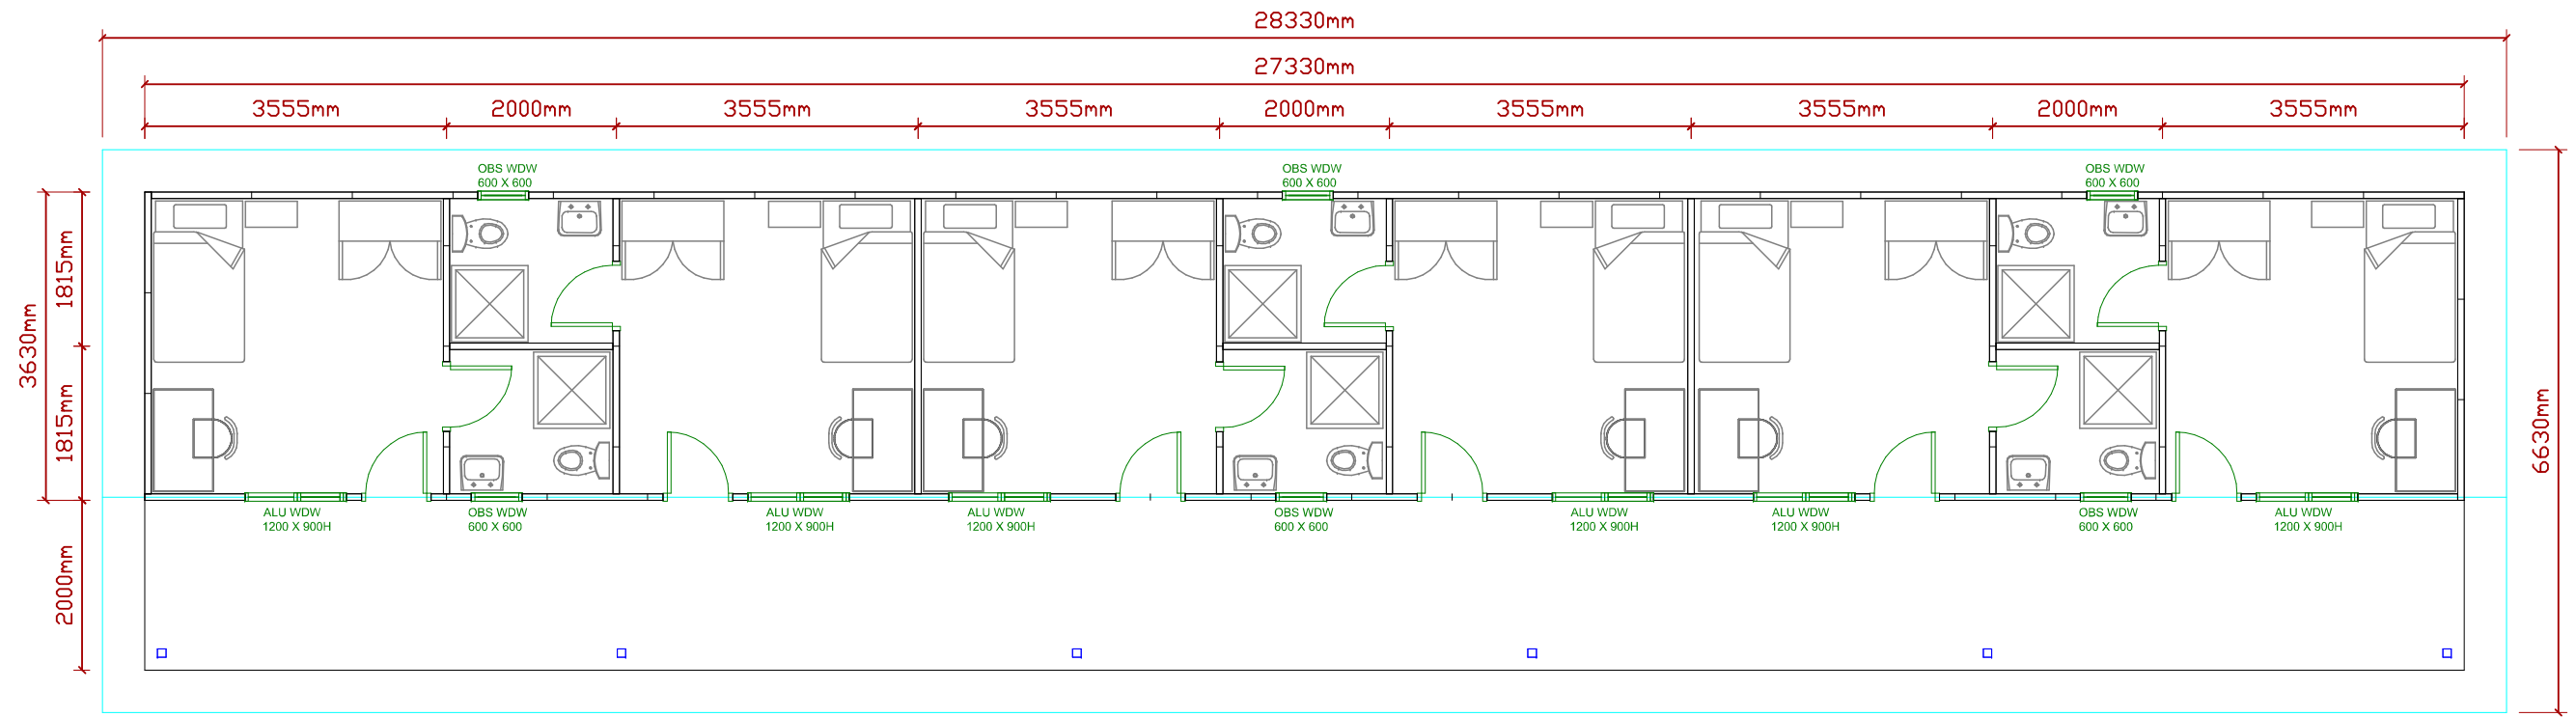 28330mm
27330mm
3555mm 2000mm 3555mm 3555mm 2000mm 3555mm 3555mm 2000mm 3555mm
OBS WDW
600 X 600
OBS WDW
600 X 600
OBS WDW
600 X 600
3630mm
1815mm
1815mm
2000mm
6630mm
ALU WDW
1200 X 900H
OBS WDW
600 X 600
ALU WDW
1200 X 900H
ALU WDW
1200 X 900H
OBS WDW
600 X 600
ALU WDW
1200 X 900H
ALU WDW
1200 X 900H
OBS WDW
600 X 600
ALU WDW
1200 X 900H